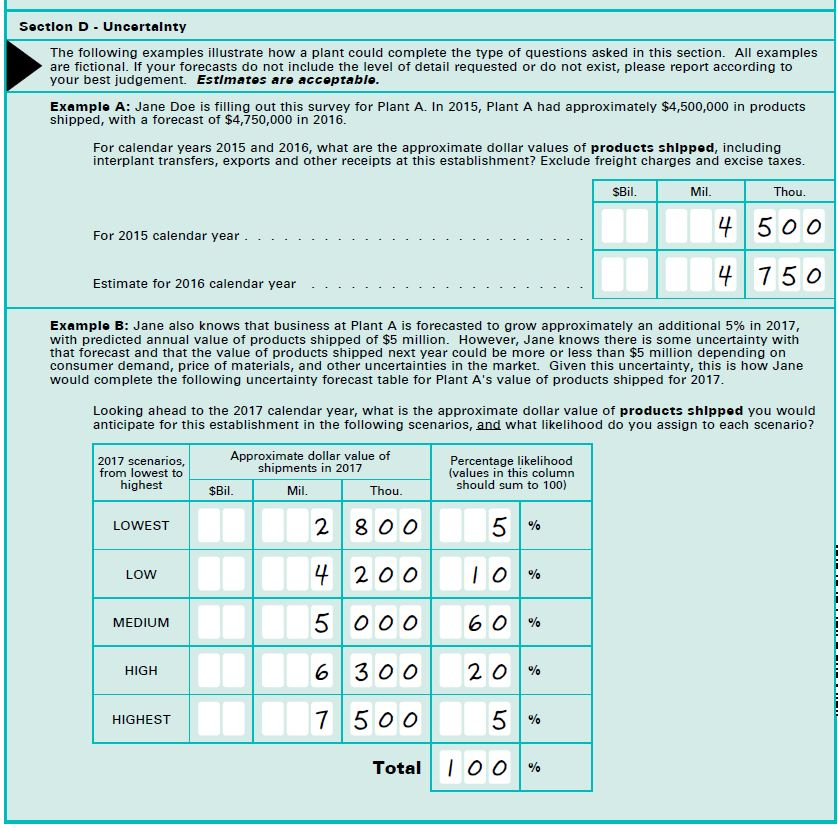 Section D - Uncertainty
The following examples illustrate how a plant could complete the type of questions asked in this section. All examples
are fictional. If your forecasts do not include the level of detail requested or do not exist, please report according to
your best judgement. Estimates are acceptable.
Example A: Jane Doe is filling out this survey for Plant A. In 2015, Plant A had approximately $4,500,000 in products
shipped, with a forecast of $4,750,000 in 2016.
For calendar years 2015 and 2016, what are the approximate dollar values of products shipped, including
interplant transfers, exports and other receipts at this establishment? Exclude freight charges and excise taxes.
$Bil. Mil. Thou.
For 2015 calendar year . . . . . . . . . . . . . . . . . . . . . . . . . . 4 500
Estimate for 2016 calendar year . . . . . . . . . . . . . . . . . . . . . 4 750
Example B: Jane also knows that business at Plant A is forecasted to grow approximately an additional 5% in 2017,
with predicted annual value of products shipped of $5 million. However, Jane knows there is some uncertainty with
that forecast and that the value of products shipped next year could be more or less than $5 million depending on
consumer demand, price of materials, and other uncertainties in the market. Given this uncertainty, this is how Jane
would complete the following uncertainty forecast table for Plant A's value of products shipped for 2017.
Looking ahead to the 2017 calendar year, what is the approximate dollar value of products shipped you would
anticipate for this establishment in the following scenarios, and what likelihood do you assign to each scenario?
2017 scenarios,
from lowest to
highest
Approximate dollar value of
shipments in 2017
$Bil. Mil. Thou.
Percentage likelihood
(values in this column
should sum to 100)
LOWEST 2 800 5 %
LOW 4 200 10 %
MEDIUM 5 000 60 %
HIGH 6 300 20 %
HIGHEST 7 500 5 %
Total 100 %